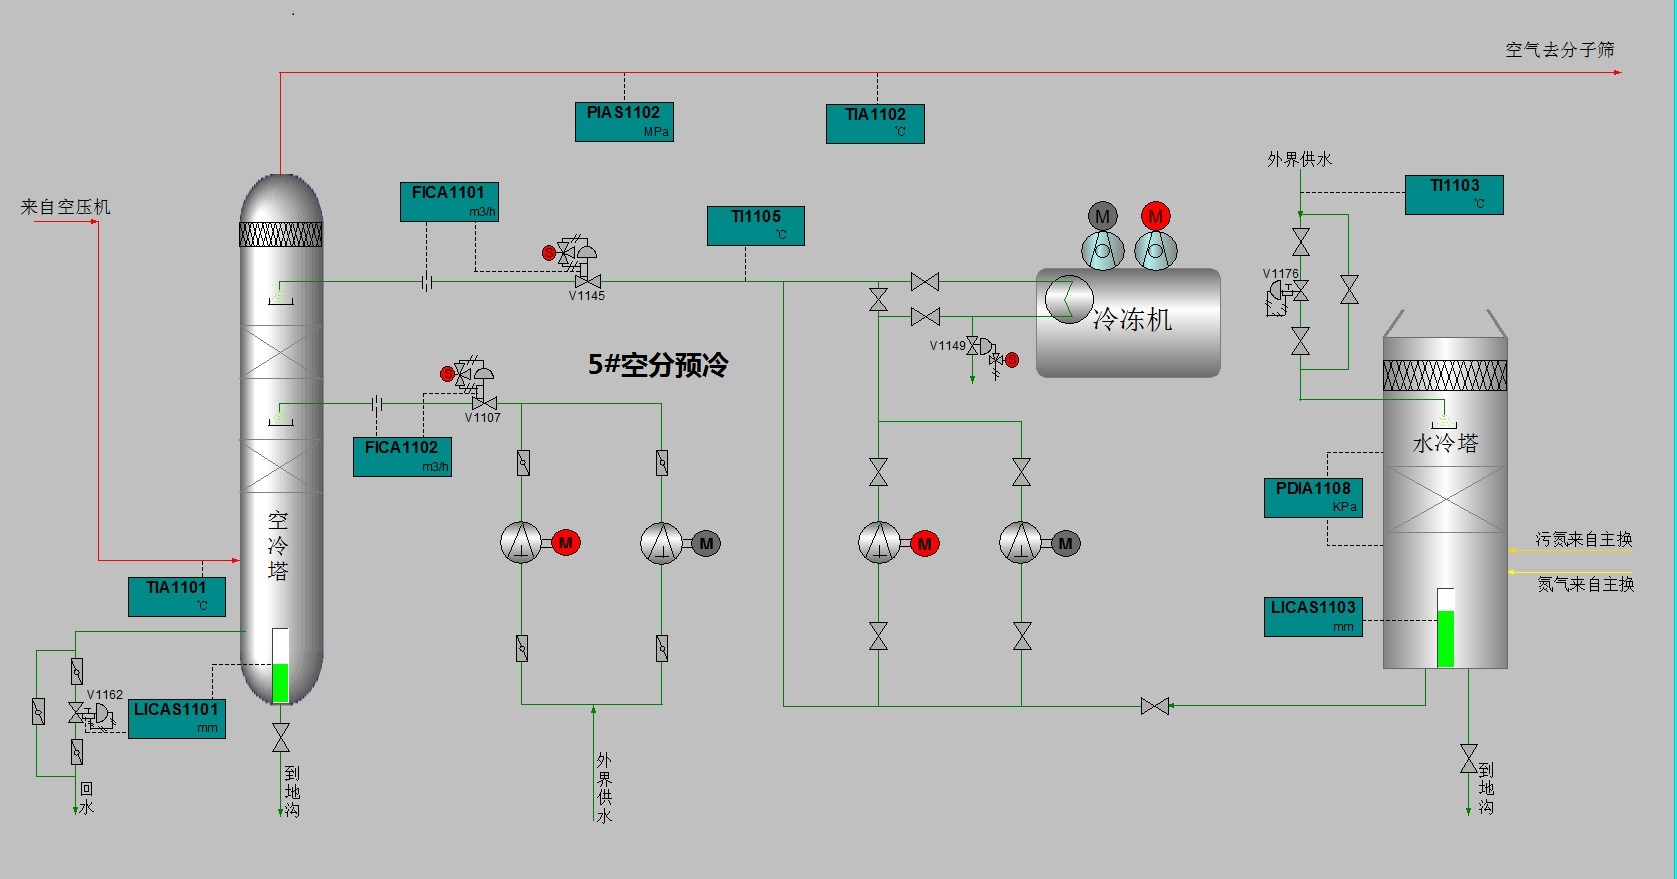 空气去分子筛
PIAS1102
MPa
TIA1102
℃
外界供水
TI1103
℃
来自空压机
FICA1101
m3/h
TI1105
℃
M
M
S
V1145
V1176
冷冻机
V1149
S
5#空分预冷
S
V1107
FICA1102
m3/h
水冷塔
PDIA1108
KPa
空冷塔
M
M
M
M
污氮来自主换
氮气来自主换
TIA1101
℃
LICAS1103
mm
V1162
LICAS1101
mm
回水
到地沟
外界供水
到地沟